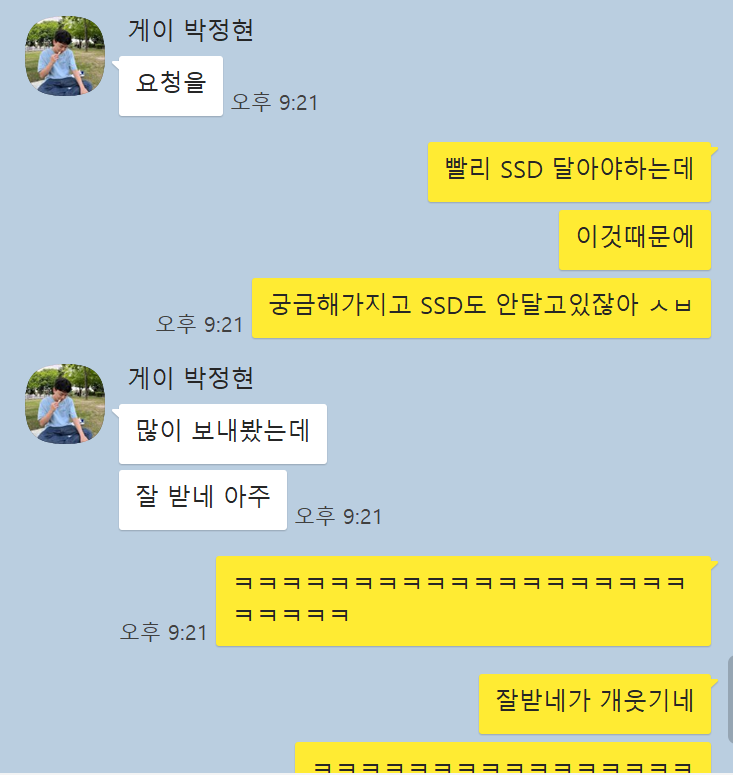 게이 박정현
요청을
오후 9:21
빨리 SSD 달아야하는데
이것때문에
궁금해가지고 SSD도 안달고있잖아 ㅅㅂ
오후 9:21
게이 박정현
많이 보내봤는데
잘 받네 아주
오후 9:21
ㅋㅋㅋㅋㅋㅋㅋㅋㅋㅋㅋㅋㅋㅋㅋㅋㅋㅋㅋ
ㅋㅋㅋㅋㅋ
오후 9:21
잘받네가 개웃기네
ㅋㅋㅋㅋㅋㅋㅋㅋㅋㅋㅋㅋㅋㅋㅋㅋ